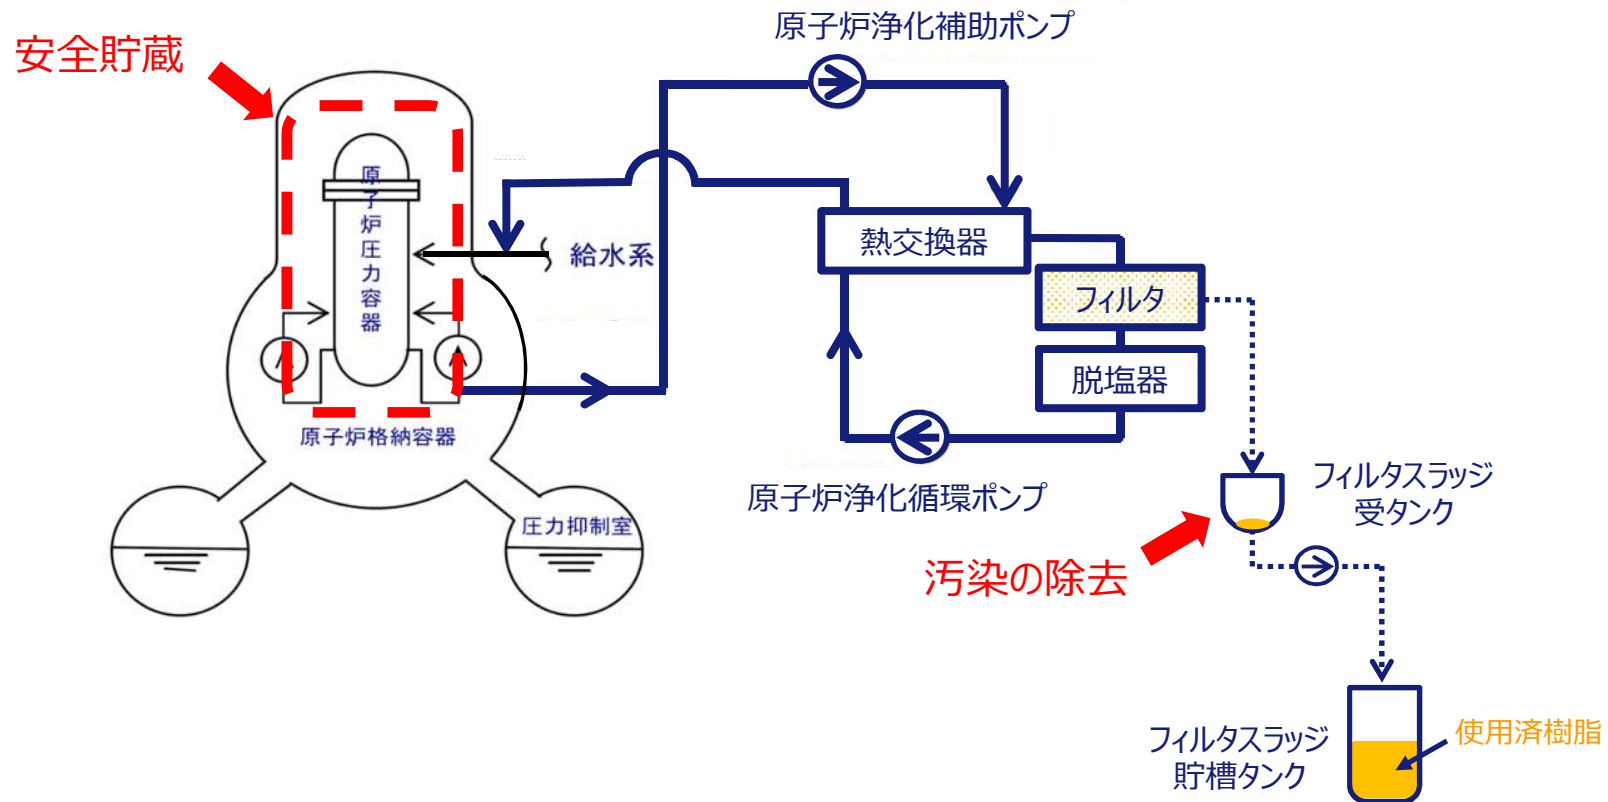 原子炉浄化補助ポンプ
安全貯蔵
原子炉圧力容器
給水系
熱交換器
フィルタ
脱塩器
原子炉格納容器
原子炉浄化循環ポンプ
フィルタスラッジ
受タンク
圧力抑制室
汚染の除去
フィルタスラッジ
貯槽タンク
使用済樹脂